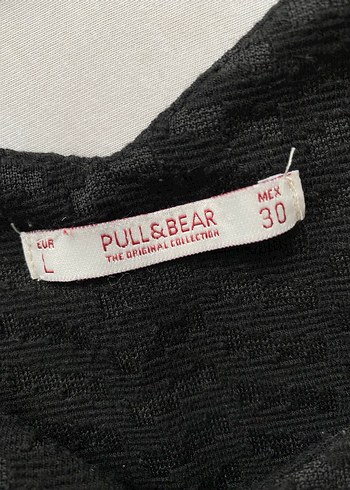 EUR
L
PULL&BEAR
THE ORIGINAL COLLECTION
MEX
30